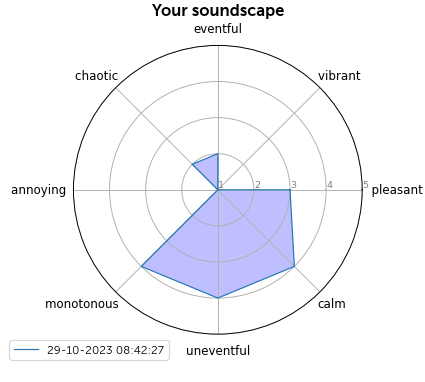 Your soundscape
eventful
chaotic
vibrant
annoying
1
2
3
4
5
pleasant
monotonous
calm
uneventful
29-10-2023 08:42:27